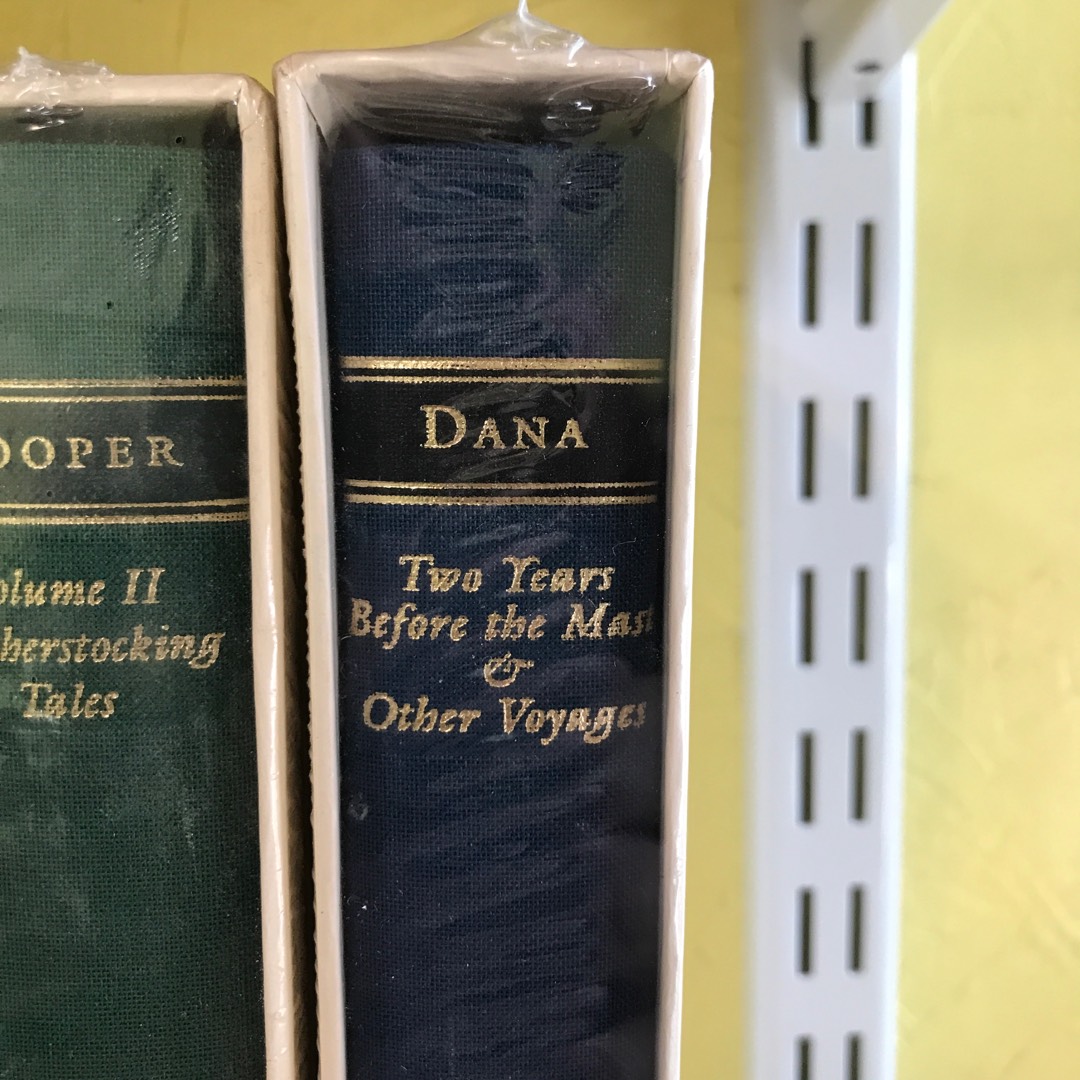 OOPER
olume II
herstocking
Tales
DANA
Two Years
Before the Mast
&
Other Voyages